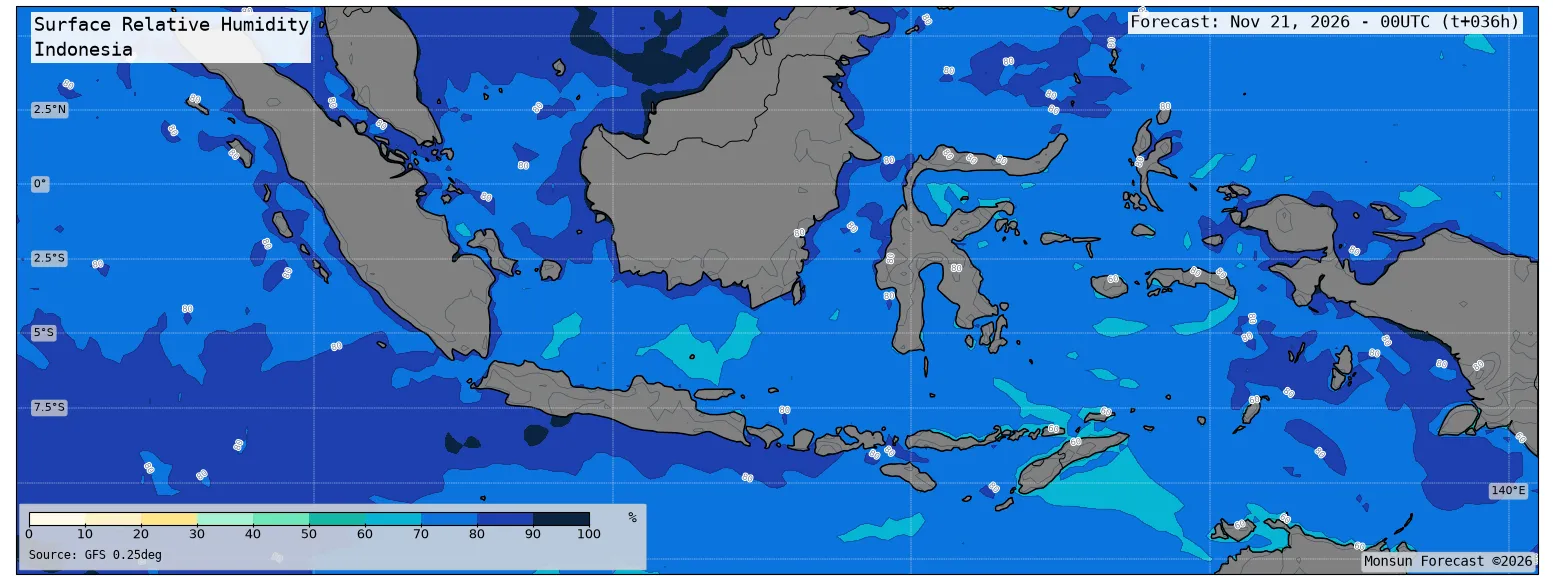 Surface Relative Humidity
Indonesia
Forecast: Nov 21, 2026 - 00UTC (t+036h)
2.5°N
0°
2.5°S
5°S
7.5°S
140°E
%
0 10 20 30 40 50 60 70 80 90 100
Source: GFS 0.25deg
Monsun Forecast ©2026